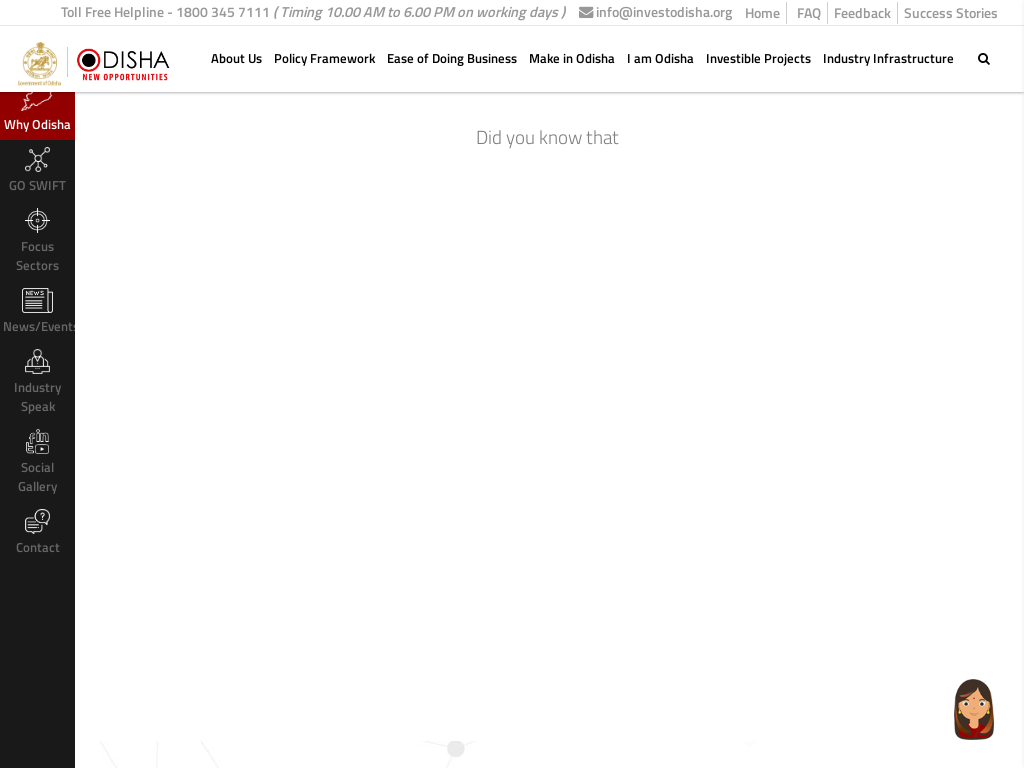 Toll Free Helpline - 1800 345 7111 ( Timing 10.00 AM to 6.00 PM on working days ) info@investodisha.org Home FAQ Feedback Success Stories
Government of Odisha
ODISHA
NEW OPPORTUNITIES
About Us Policy Framework Ease of Doing Business Make in Odisha I am Odisha Investible Projects Industry Infrastructure
Why Odisha
GO SWIFT
Focus
Sectors
NEWS
News/Events
Industry
Speak
Social
Gallery
Contact
Did you know that